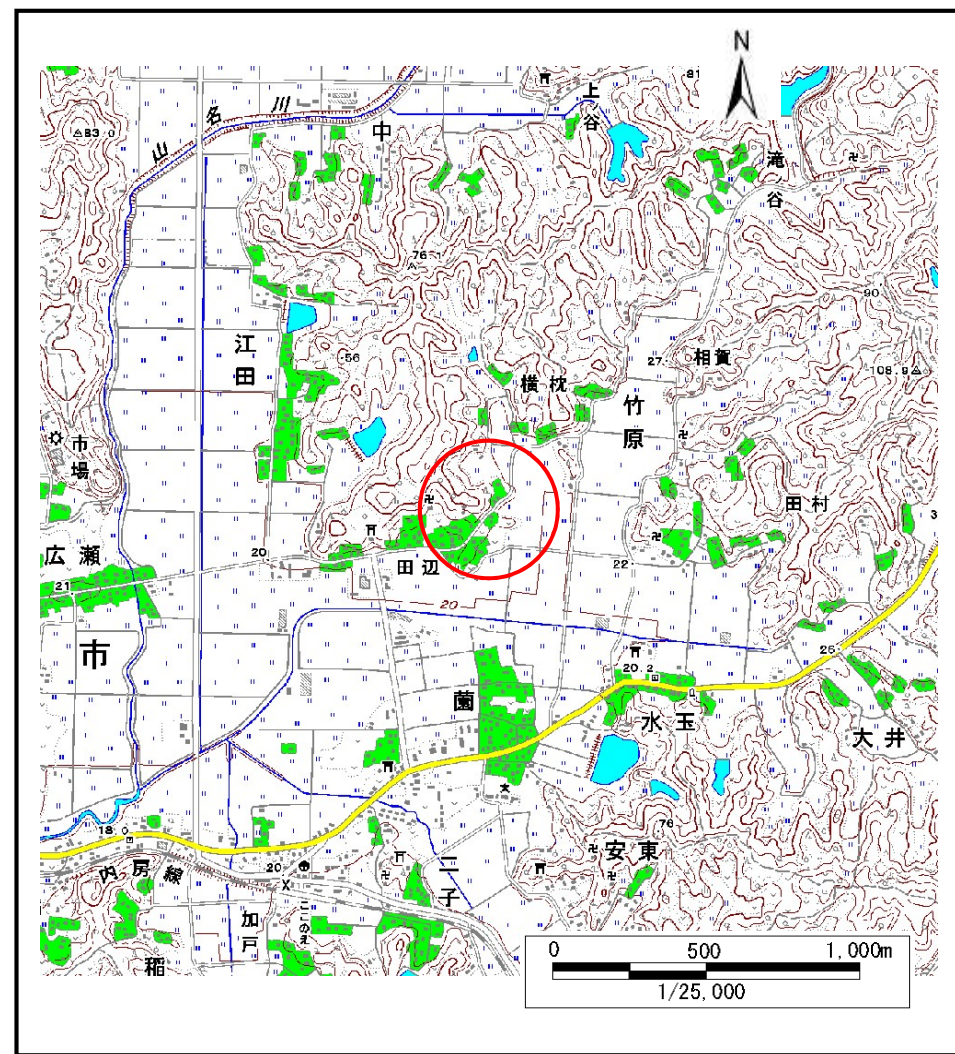 N
山名川
上谷
81
△83.0
中
滝ノ谷
76.1
90
江田
56
27
相賀
横枕
竹原
108.9△
市場
田村
広瀬
20
田辺
22
21
20
市
薗
20.2
26
水玉
大井
18.0
76
安東
内房線
20
二子
加戸
ここのえ
稲
0 500 1,000m
1/25,000